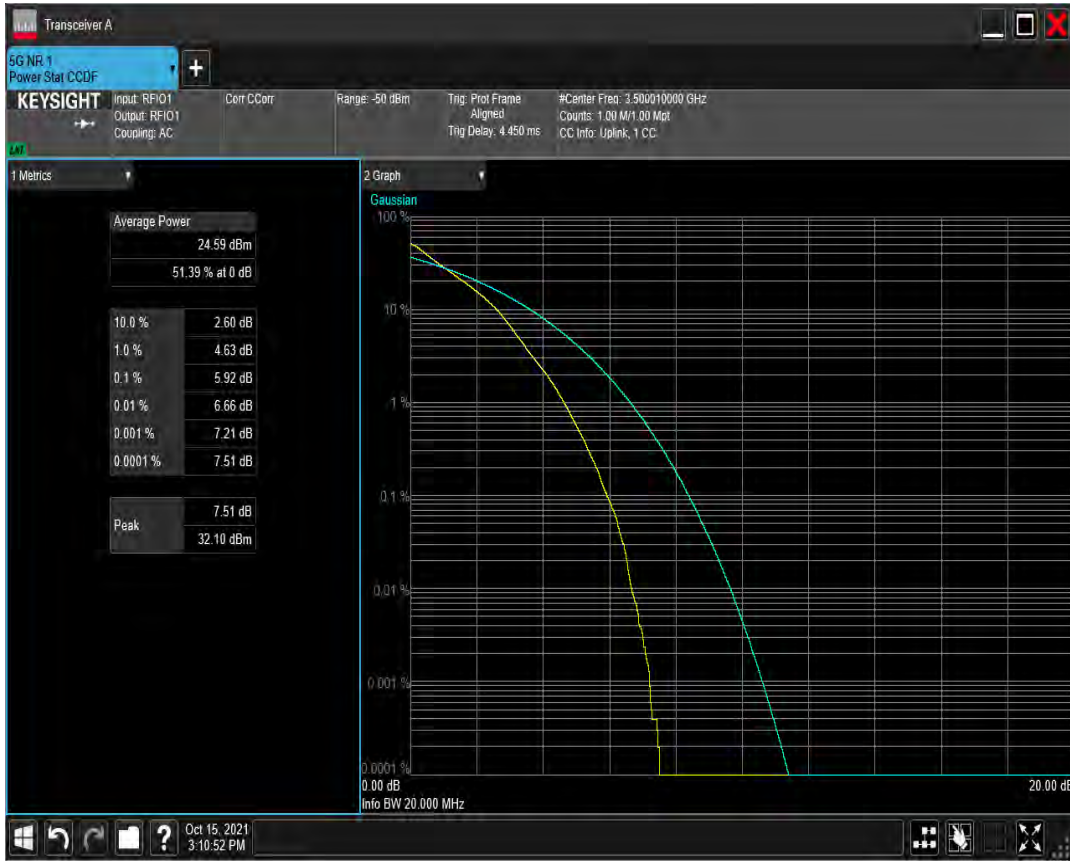 Transceiver A
5G NR 1
Power Stat CCDF
+
KEYSIGHT
Input: RFIO1
Output: RFIO1
Coupling: AC
Corr CCorr
Range: -50 dBm
Trig: Prot Frame
Aligned
Trig Delay: 4.450 ms
#Center Freq: 3.500010000 GHz
Counts: 1.00 M/1.00 Mpt
CC Info: Uplink, 1 CC
1 Metrics
Average Power
24.59 dBm
51.39 % at 0 dB
10.0 % 2.60 dB
1.0 % 4.63 dB
0.1 % 5.92 dB
0.01 % 6.66 dB
0.001 % 7.21 dB
0.0001 % 7.51 dB
Peak
7.51 dB
32.10 dBm
2 Graph
Gaussian
100 %
10 %
1 %
0.1 %
0.01 %
0.001 %
0.0001 %
0.00 dB 20.00 dB
Info BW 20.000 MHz
? Oct 15, 2021
3:10:52 PM